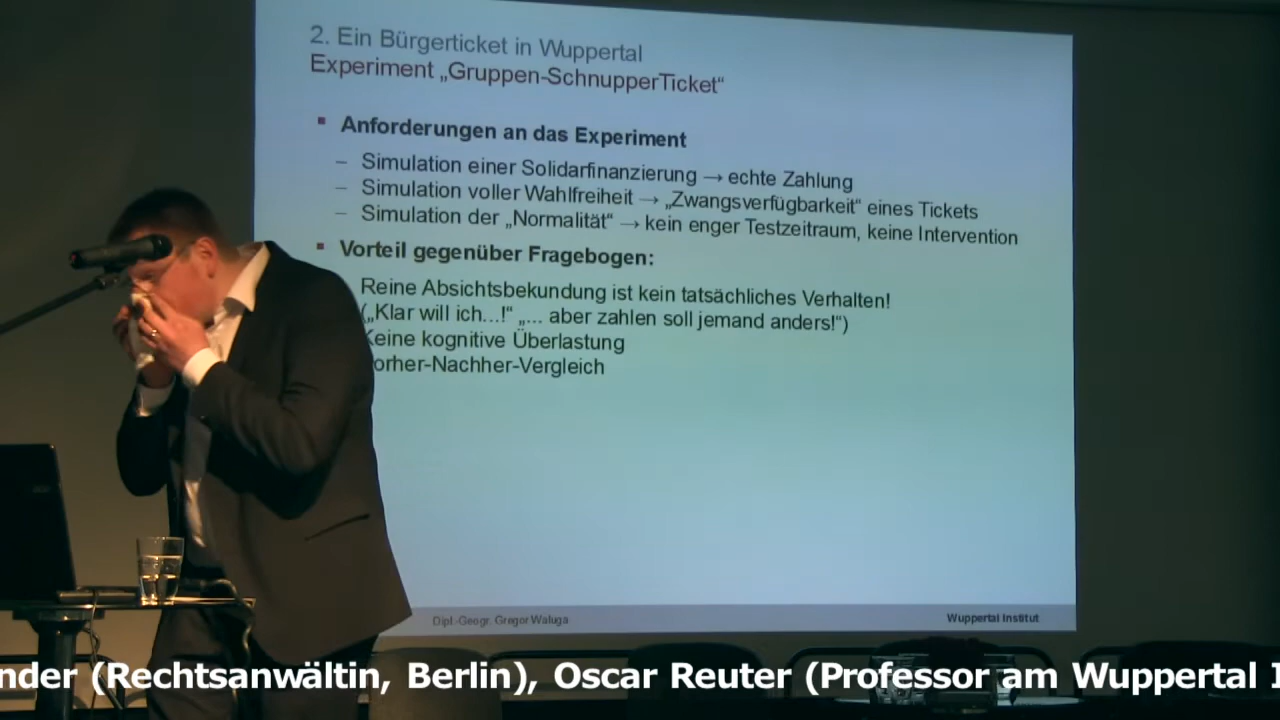 2. Ein Bürgerticket in Wuppertal
Experiment „Gruppen-SchnupperTicket“
Anforderungen an das Experiment
– Simulation einer Solidarfinanzierung → echte Zahlung
– Simulation voller Wahlfreiheit → „Zwangsverfügbarkeit“ eines Tickets
– Simulation der „Normalität“ → kein enger Testzeitraum, keine Intervention
Vorteil gegenüber Fragebogen:
Reine Absichtsbekundung ist kein tatsächliches Verhalten!
(„Klar will ich...!“ „... aber zahlen soll jemand anders!“)
Keine kognitive Überlastung
orher-Nachher-Vergleich
Dipl.-Geogr. Gregor Waluga
Wuppertal Institut
nder (Rechtsanwältin, Berlin), Oscar Reuter (Professor am Wuppertal I